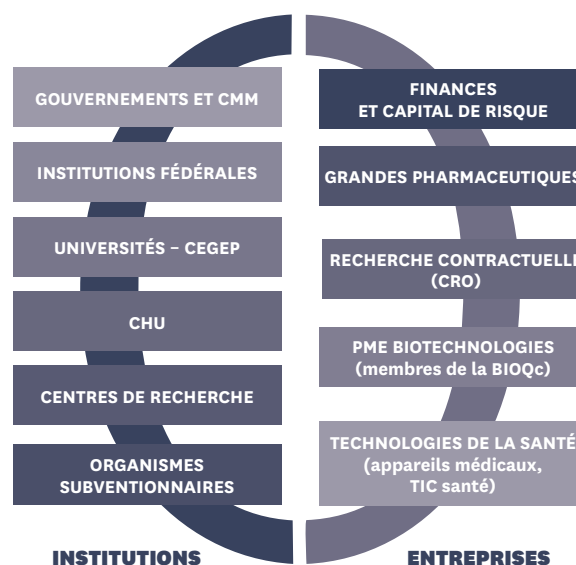 GOUVERNEMENTS ET CMM
INSTITUTIONS FÉDÉRALES
UNIVERSITÉS – CEGEP
CHU
CENTRES DE RECHERCHE
ORGANISMES
SUBVENTIONNAIRES
INSTITUTIONS
FINANCES
ET CAPITAL DE RISQUE
GRANDES PHARMACEUTIQUES
RECHERCHE CONTRACTUELLE
(CRO)
PME BIOTECHNOLOGIES
(membres de la BIOQc)
TECHNOLOGIES DE LA SANTÉ
(appareils médicaux,
TIC santé)
ENTREPRISES